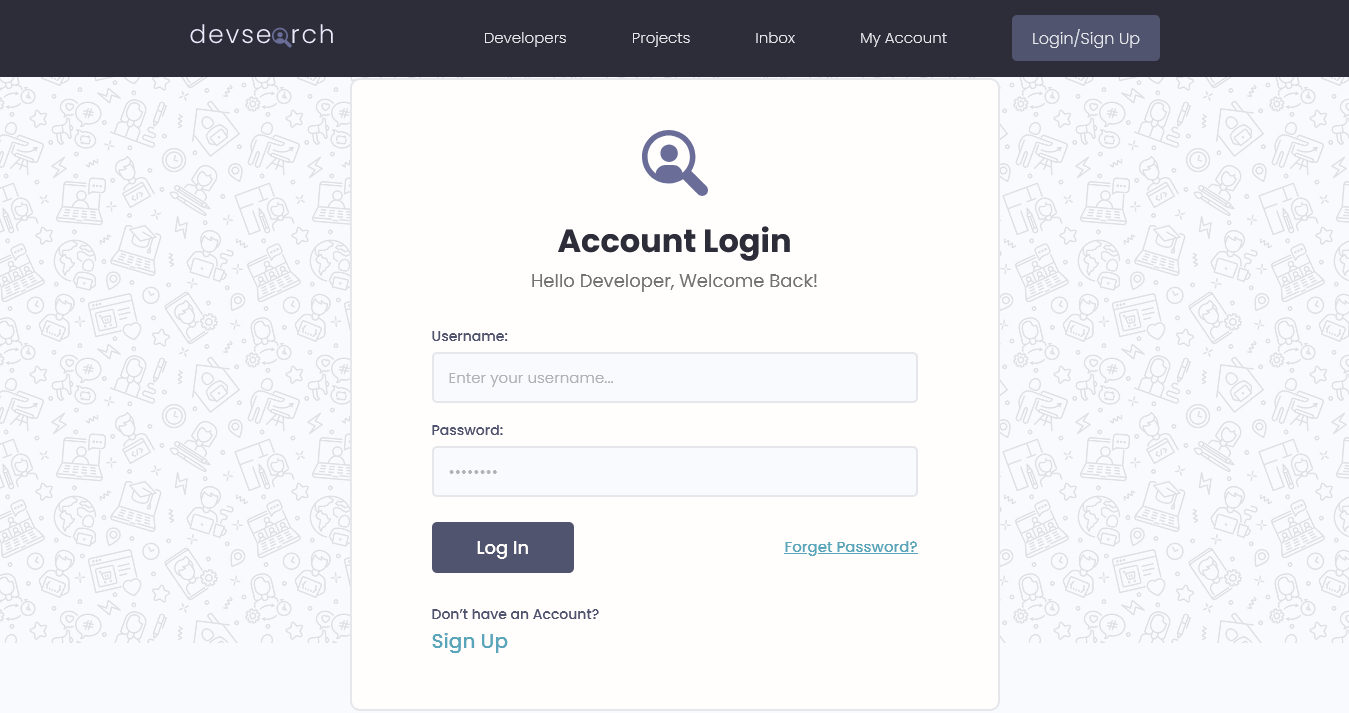 devsearch
Developers
Projects
Inbox
My Account
Login/Sign Up
Account Login
Hello Developer, Welcome Back!
Username:
Enter your username...
Password:
••••••••
Log In
Forget Password?
Don’t have an Account?
Sign Up